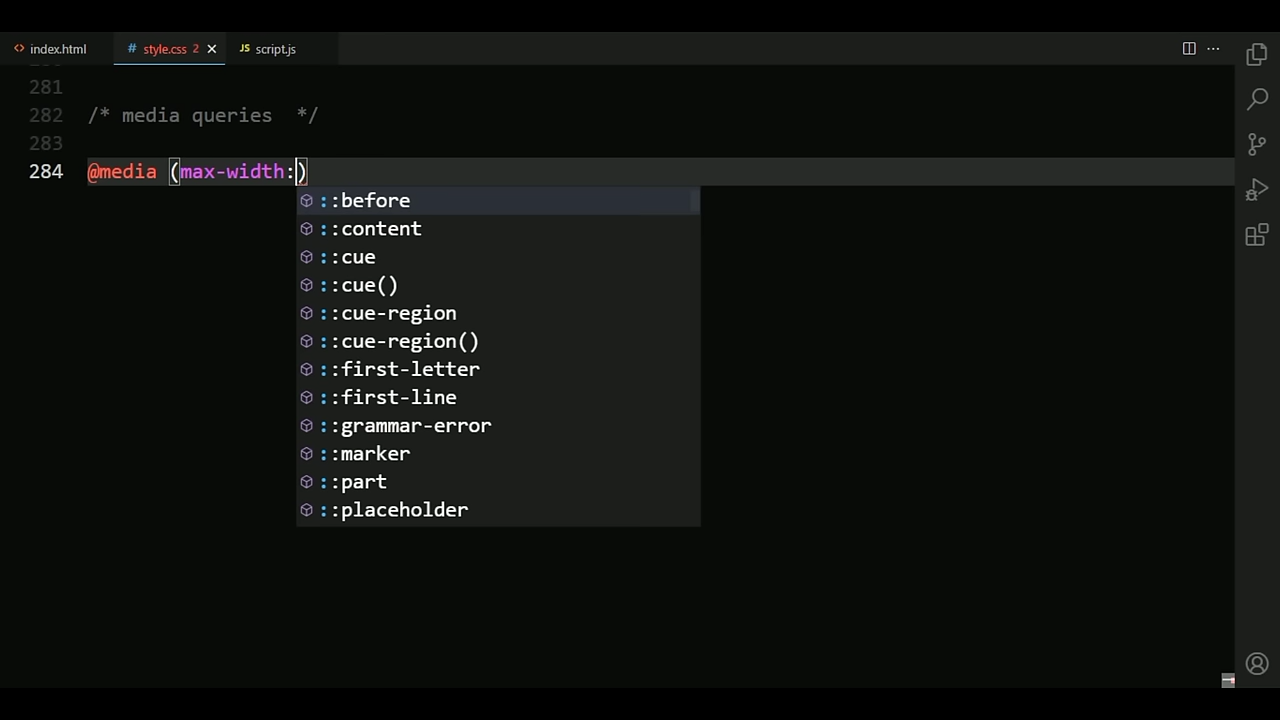 index.html # style.css 2 JS script.js
281
282 /* media queries */
283
284 @media (max-width:)
::before
::content
::cue
::cue()
::cue-region
::cue-region()
::first-letter
::first-line
::grammar-error
::marker
::part
::placeholder